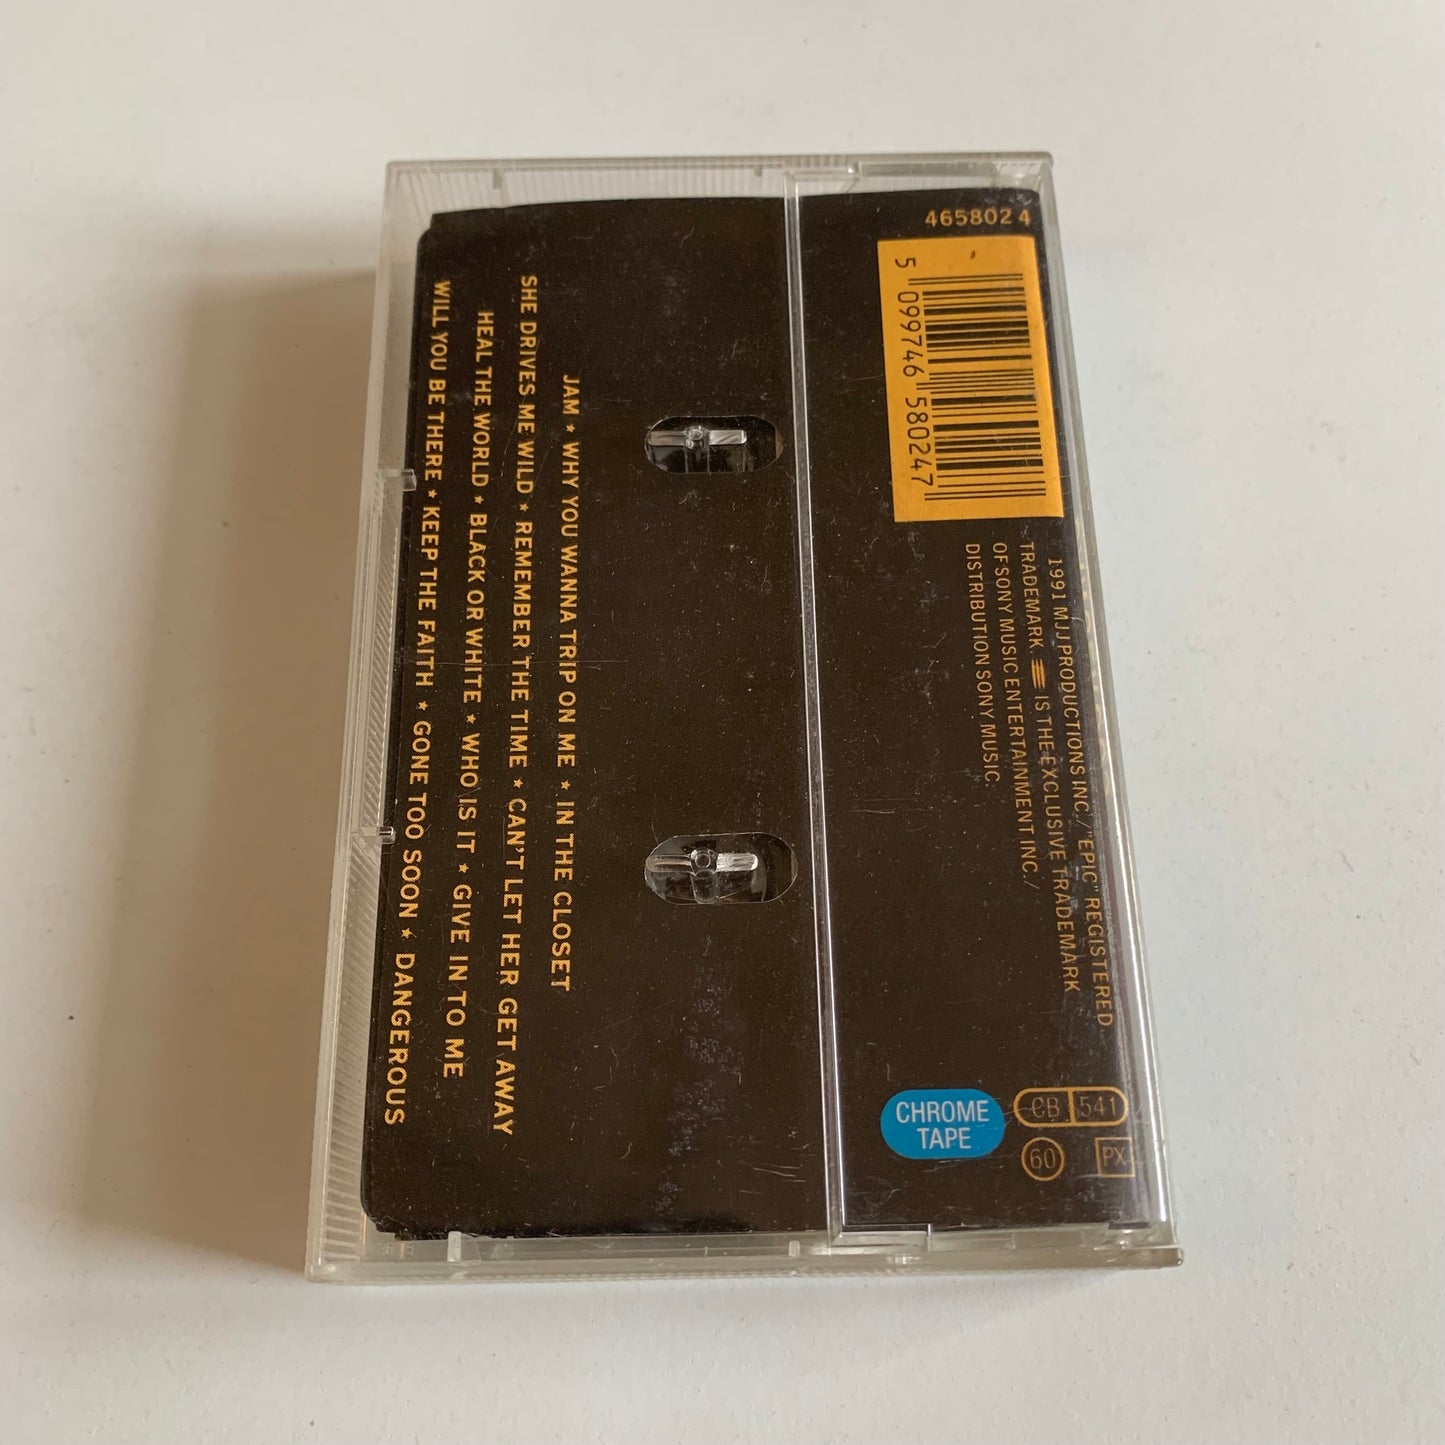 465802 4
5 099746 580247
1991 MJJ PRODUCTIONS INC./"EPIC" REGISTERED
TRADEMARK. IS THE EXCLUSIVE TRADEMARK
OF SONY MUSIC ENTERTAINMENT INC./
DISTRIBUTION SONY MUSIC.
CHROME
TAPE
CB 541
60 PX
JAM ★ WHY YOU WANNA TRIP ON ME ★ IN THE CLOSET
SHE DRIVES ME WILD ★ REMEMBER THE TIME ★ CAN'T LET HER GET AWAY
HEAL THE WORLD ★ BLACK OR WHITE ★ WHO IS IT ★ GIVE IN TO ME
WILL YOU BE THERE ★ KEEP THE FAITH ★ GONE TOO SOON ★ DANGEROUS